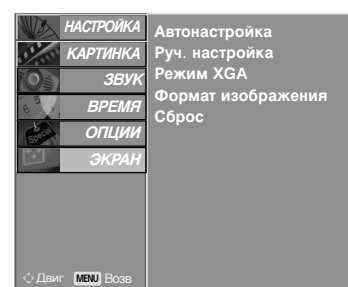 НАСТРОЙКА
КАРТИНКА
ЗВУК
ВРЕМЯ
ОПЦИИ
ЭКРАН
Автонастройка
Руч. настройка
Режим XGA
Формат изображения
Сброс
Двиг MENU Возв